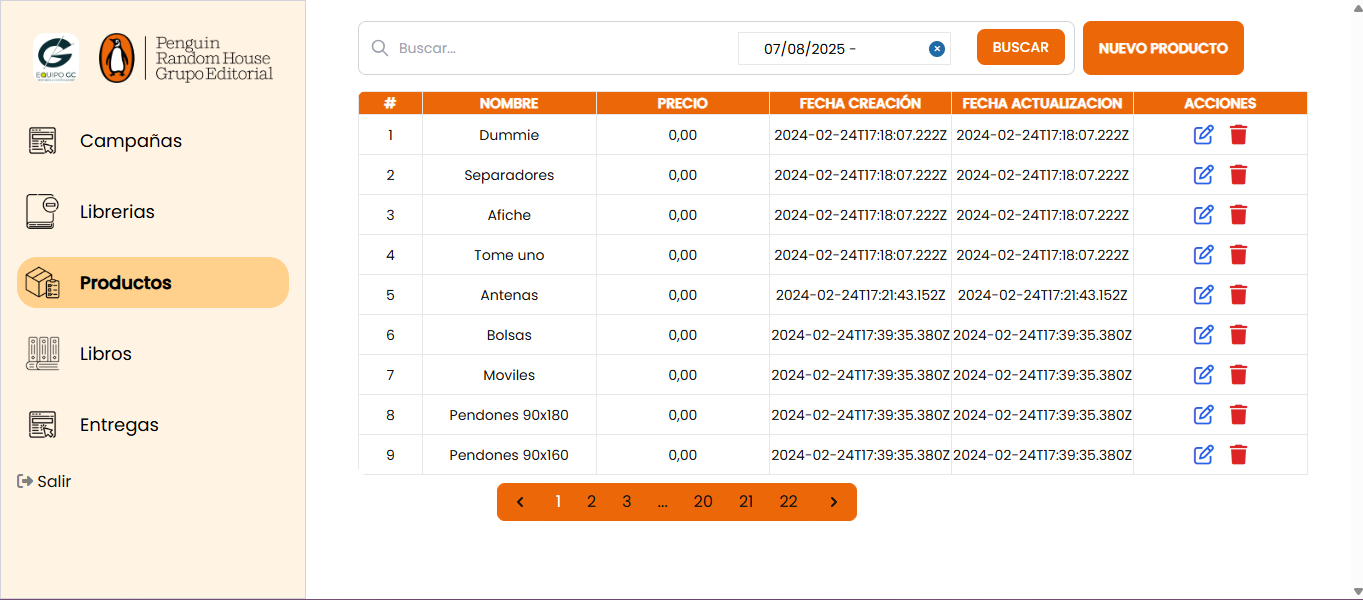 EQUIPO GC
Penguin
Random House
Grupo Editorial
Campañas
Librerias
Productos
Libros
Entregas
Salir
Buscar...
07/08/2025 -
BUSCAR
NUEVO PRODUCTO
# NOMBRE PRECIO FECHA CREACIÓN FECHA ACTUALIZACION ACCIONES
1 Dummie 0,00 2024-02-24T17:18:07.222Z 2024-02-24T17:18:07.222Z
2 Separadores 0,00 2024-02-24T17:18:07.222Z 2024-02-24T17:18:07.222Z
3 Afiche 0,00 2024-02-24T17:18:07.222Z 2024-02-24T17:18:07.222Z
4 Tome uno 0,00 2024-02-24T17:18:07.222Z 2024-02-24T17:18:07.222Z
5 Antenas 0,00 2024-02-24T17:21:43.152Z 2024-02-24T17:21:43.152Z
6 Bolsas 0,00 2024-02-24T17:39:35.380Z 2024-02-24T17:39:35.380Z
7 Moviles 0,00 2024-02-24T17:39:35.380Z 2024-02-24T17:39:35.380Z
8 Pendones 90x180 0,00 2024-02-24T17:39:35.380Z 2024-02-24T17:39:35.380Z
9 Pendones 90x160 0,00 2024-02-24T17:39:35.380Z 2024-02-24T17:39:35.380Z
1 2 3 ... 20 21 22